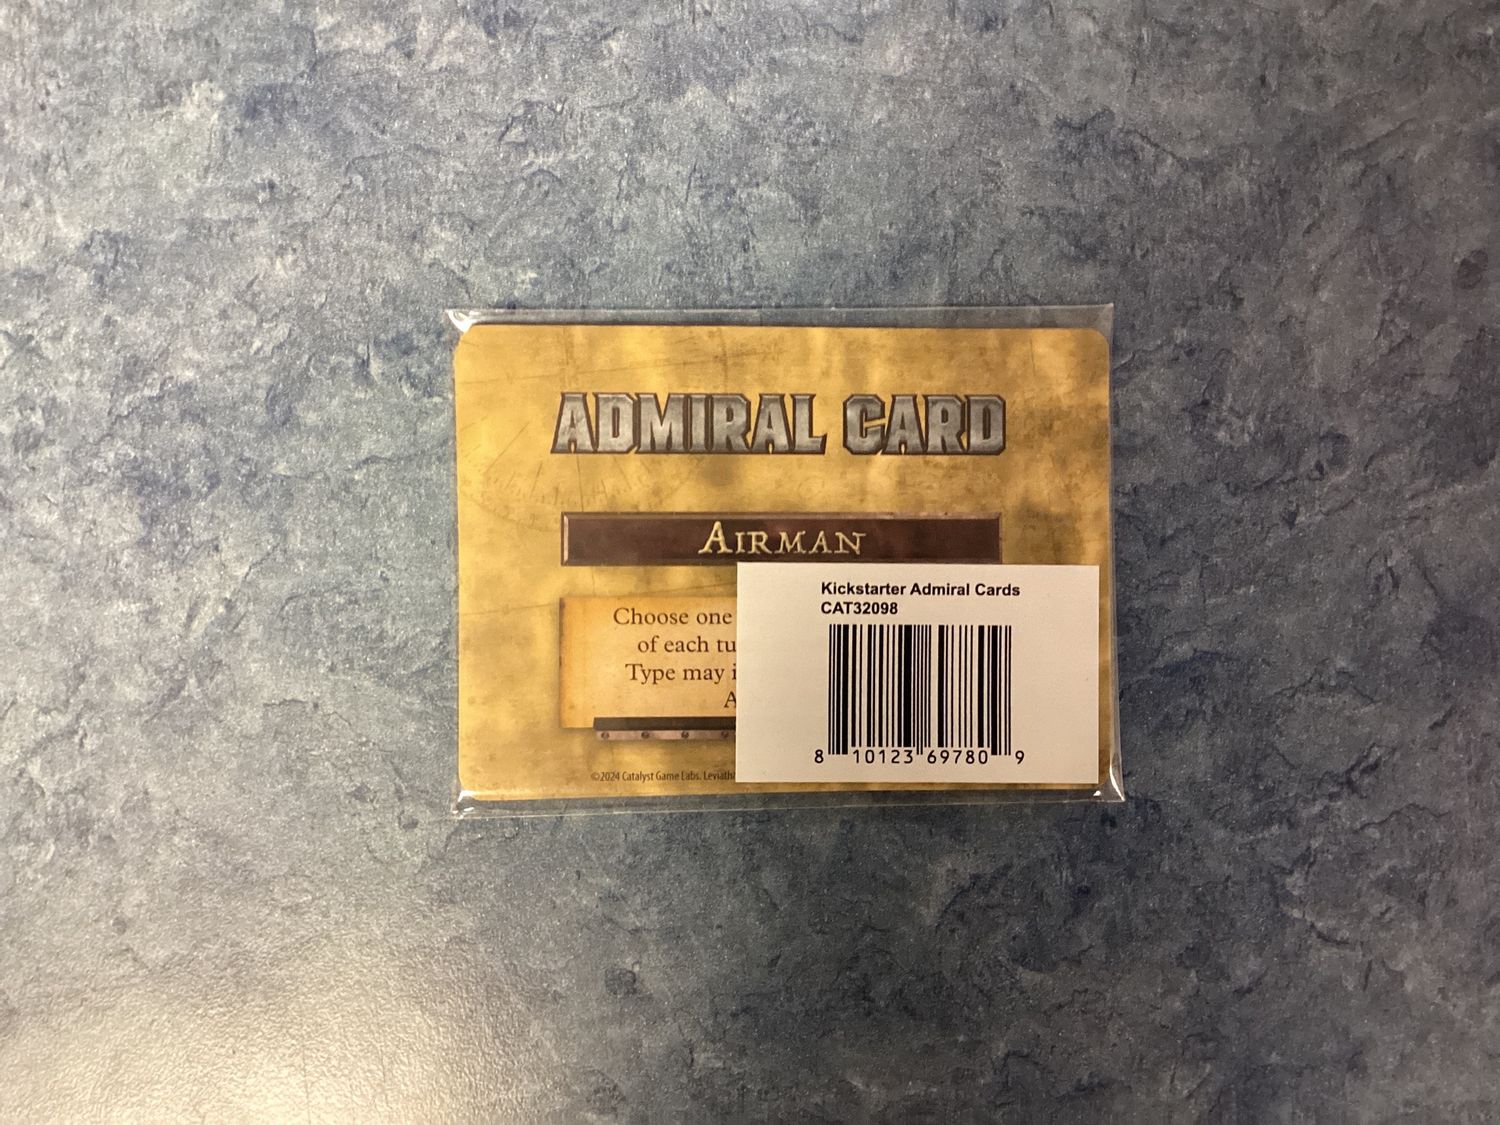 ADMIRAL CARD
AIRMAN
Choose one
of each
Type may
©2024 Catalyst Game Labs.
Kickstarter Admiral Cards
CAT32098
8 10123 69780 9